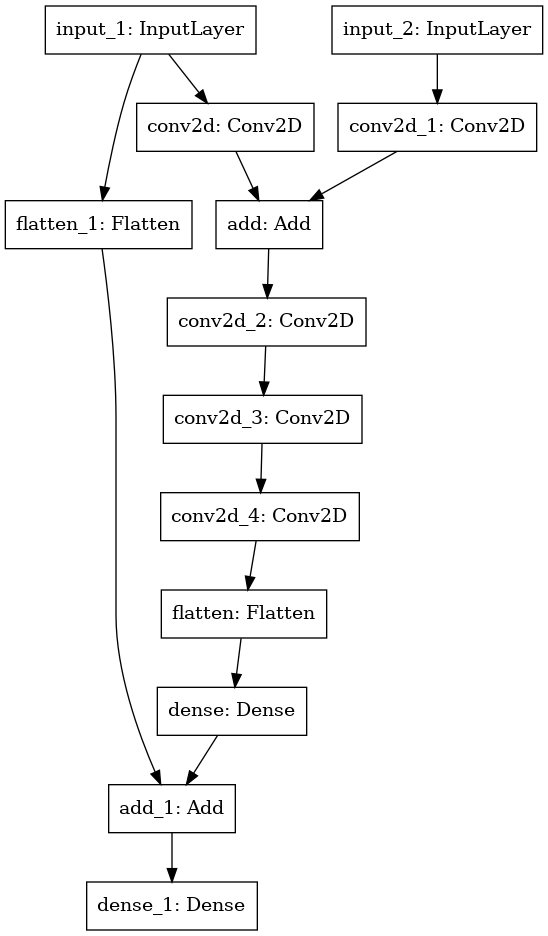 input_1: InputLayer
input_2: InputLayer
conv2d: Conv2D
conv2d_1: Conv2D
flatten_1: Flatten
add: Add
conv2d_2: Conv2D
conv2d_3: Conv2D
conv2d_4: Conv2D
flatten: Flatten
dense: Dense
add_1: Add
dense_1: Dense